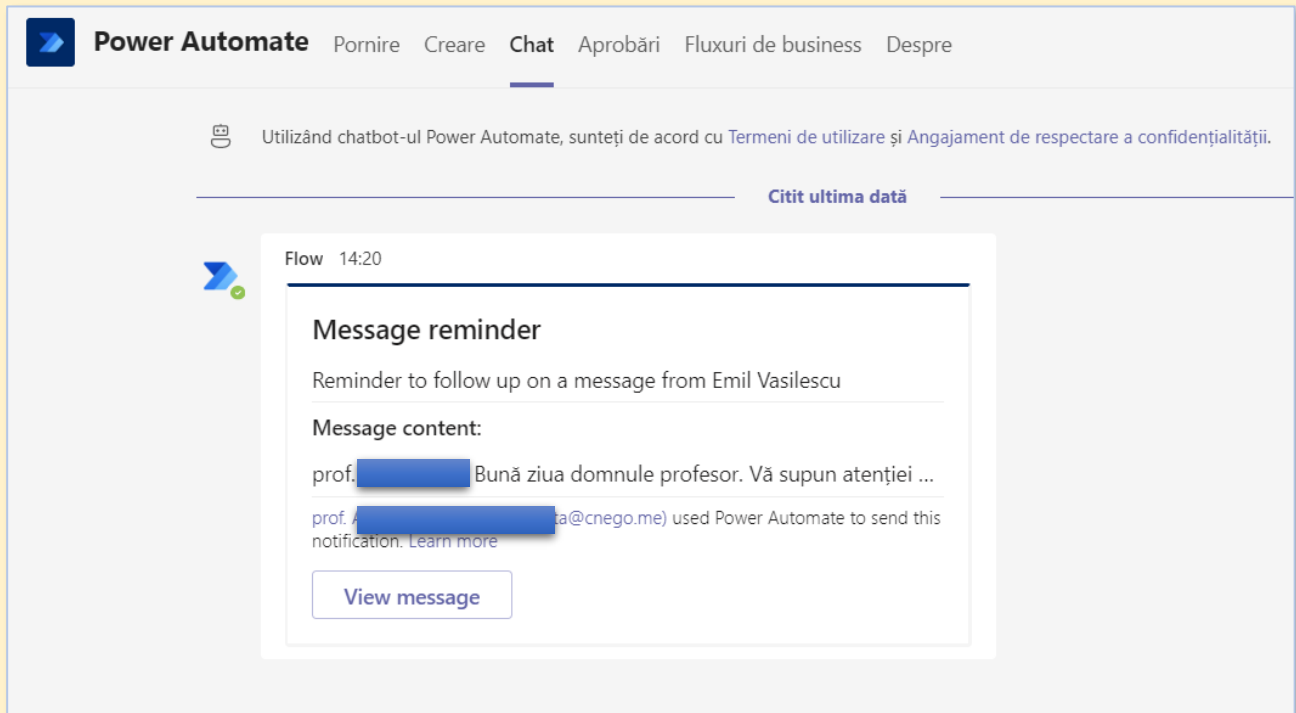 Power Automate Pornire Creare Chat Aprobări Fluxuri de business Despre
Utilizând chatbot-ul Power Automate, sunteți de acord cu Termeni de utilizare și Angajament de respectare a confidențialității.
Citit ultima dată
Flow 14:20
Message reminder
Reminder to follow up on a message from Emil Vasilescu
Message content:
prof. Bună ziua domnule profesor. Vă supun atenției ...
prof. ta@cnego.me) used Power Automate to send this
notification. Learn more
View message